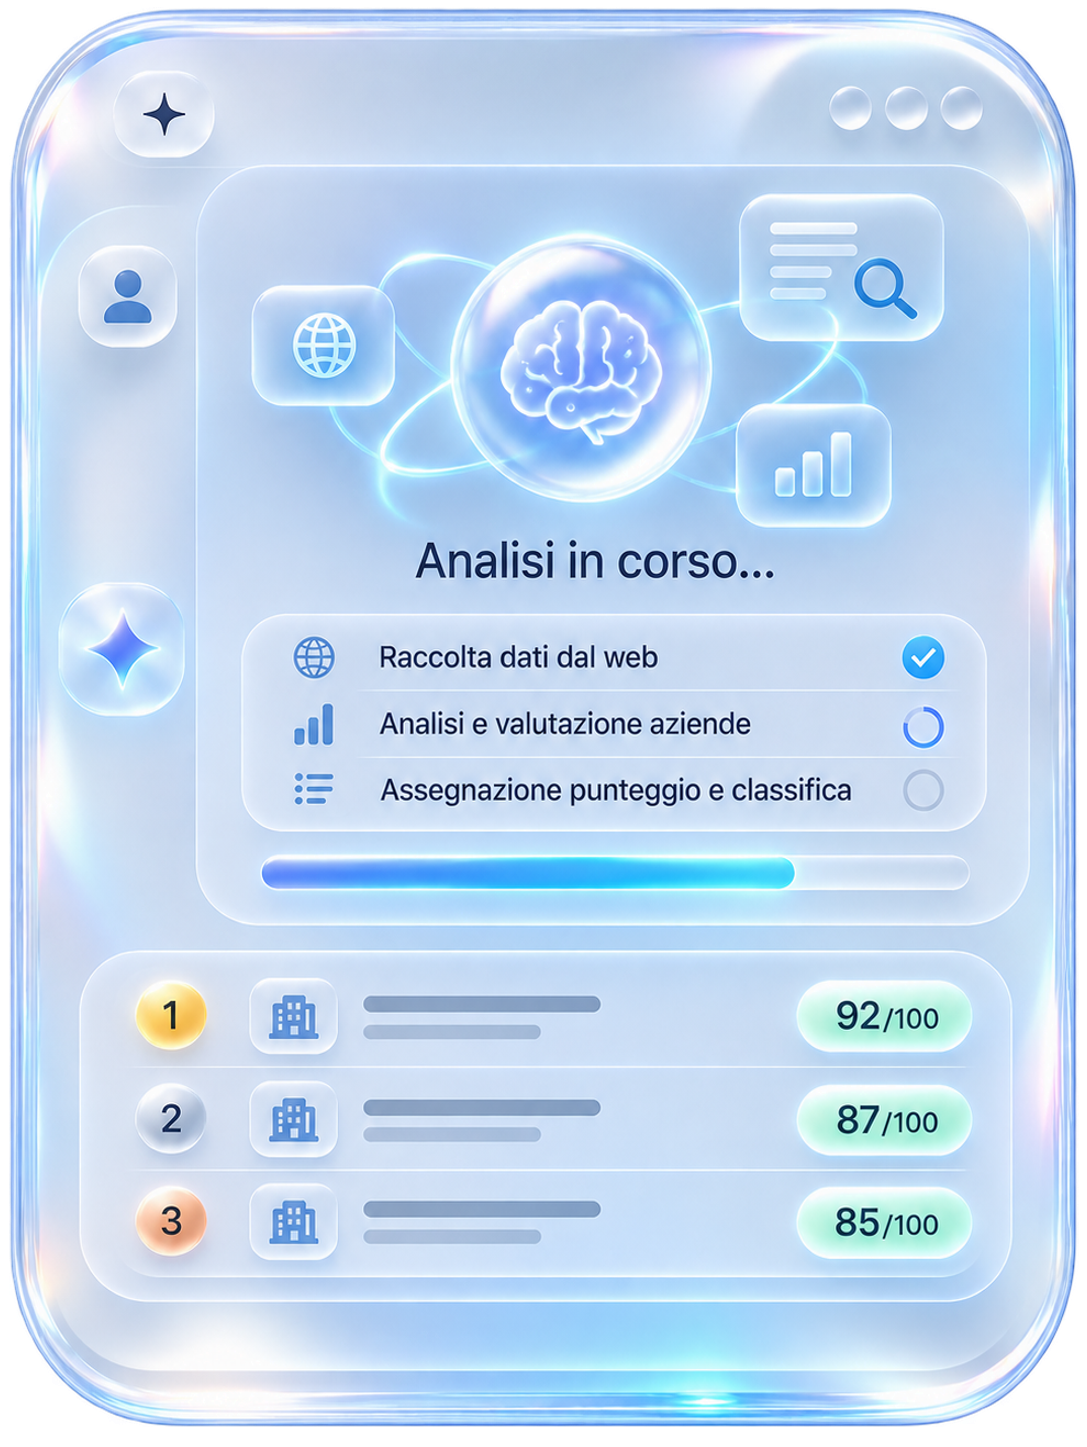 Analisi in corso...
Raccolta dati dal web
Analisi e valutazione aziende
Assegnazione punteggio e classifica
1 92/100
2 87/100
3 85/100